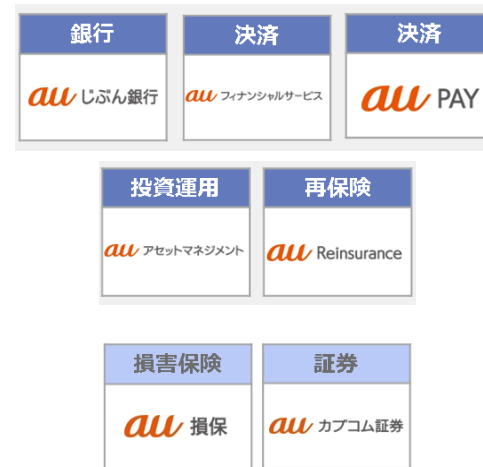 銀行
決済
決済
au じぶん銀行
au フィナンシャルサービス
au PAY
投資運用
再保険
au アセットマネジメント
au Reinsurance
損害保険
証券
au 損保
au カブコム証券